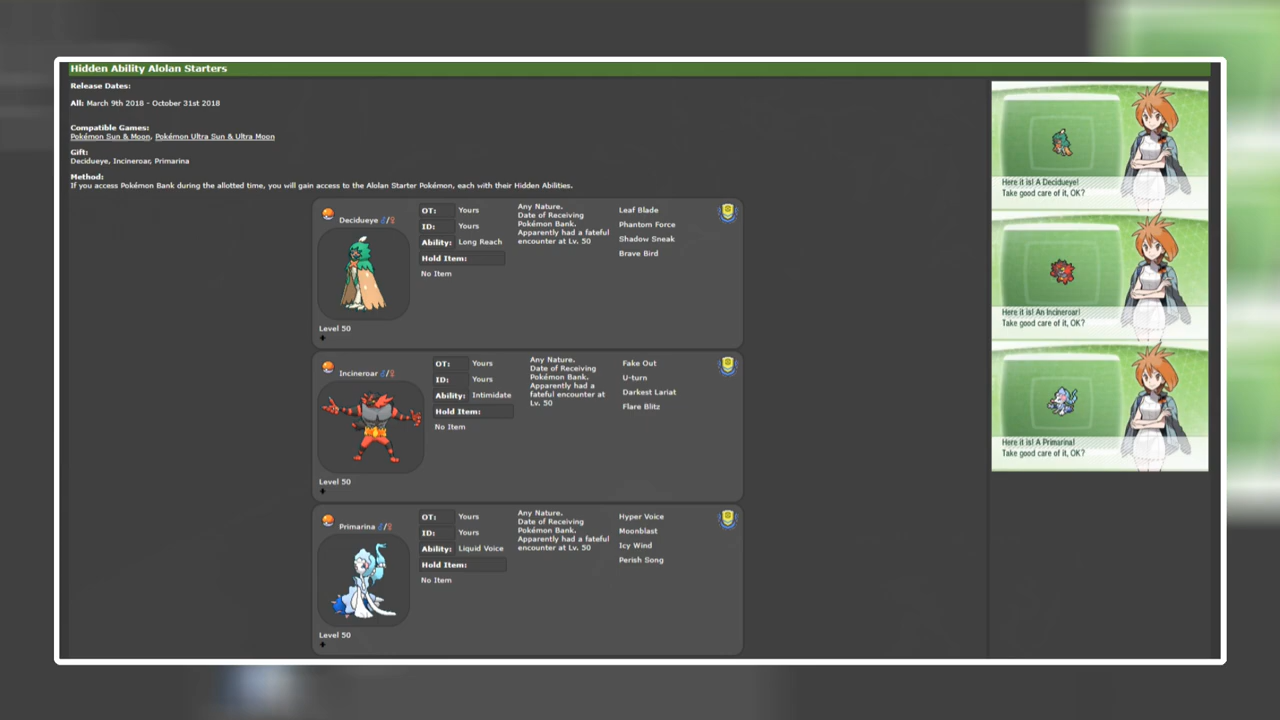 Hidden Ability Alolan Starters
Release Dates:
All: March 9th 2018 - October 31st 2018
Compatible Games:
Pokémon Sun & Moon, Pokémon Ultra Sun & Ultra Moon
Gift:
Decidueye, Incineroar, Primarina
Method:
If you access Pokémon Bank during the allotted time, you will gain access to the Alolan Starter Pokémon, each with their Hidden Abilities.
Decidueye ♂/♀
Level 50
+
OT: Yours
ID: Yours
Ability: Long Reach
Hold Item:
No Item
Any Nature.
Date of Receiving
Pokémon Bank.
Apparently had a fateful
encounter at Lv. 50
Leaf Blade
Phantom Force
Shadow Sneak
Brave Bird
Incineroar ♂/♀
Level 50
+
OT: Yours
ID: Yours
Ability: Intimidate
Hold Item:
No Item
Any Nature.
Date of Receiving
Pokémon Bank.
Apparently had a
fateful encounter at
Lv. 50
Fake Out
U-turn
Darkest Lariat
Flare Blitz
Primarina ♂/♀
Level 50
+
OT: Yours
ID: Yours
Ability: Liquid Voice
Hold Item:
No Item
Any Nature.
Date of Receiving
Pokémon Bank.
Apparently had a fateful
encounter at Lv. 50
Hyper Voice
Moonblast
Icy Wind
Perish Song
Here it is! A Decidueye!
Take good care of it, OK?
Here it is! An Incineroar!
Take good care of it, OK?
Here it is! A Primarina!
Take good care of it, OK?